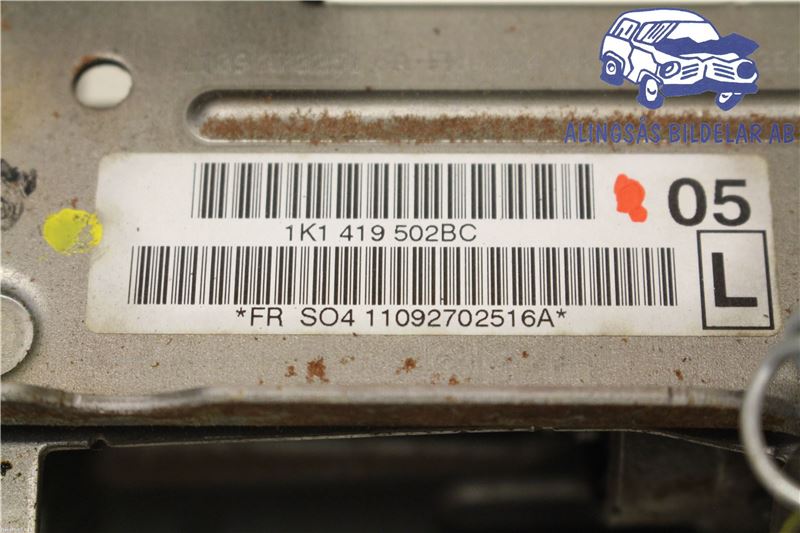 ALINGSÅS BILDELAR AB
05
1K1 419 502BC
L
*FR SO4 11092702516A*